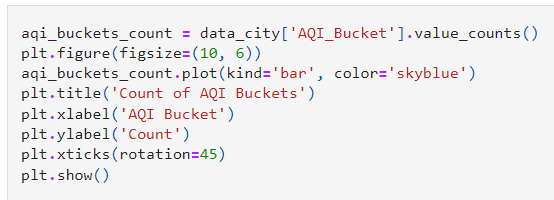 aqi_buckets_count = data_city['AQI_Bucket'].value_counts()
plt.figure(figsize=(10, 6))
aqi_buckets_count.plot(kind='bar', color='skyblue')
plt.title('Count of AQI Buckets')
plt.xlabel('AQI Bucket')
plt.ylabel('Count')
plt.xticks(rotation=45)
plt.show()